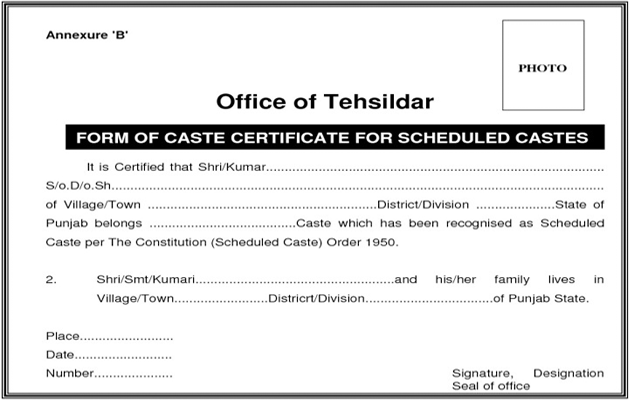 Annexure 'B'
PHOTO
Office of Tehsildar
FORM OF CASTE CERTIFICATE FOR SCHEDULED CASTES
It is Certified that Shri/Kumar....................................................................................................
S/o.D/o.Sh.................................................................................................................................
of Village/Town ............................................................District/Division .....................State of
Punjab belongs .......................................Caste which has been recognised as Scheduled
Caste per The Constitution (Scheduled Caste) Order 1950.
2. Shri/Smt/Kumari.....................................................and his/her family lives in
Village/Town.........................Districrt/Division..................................of Punjab State.
Place.........................
Date..........................
Number.....................
Signature, Designation
Seal of office